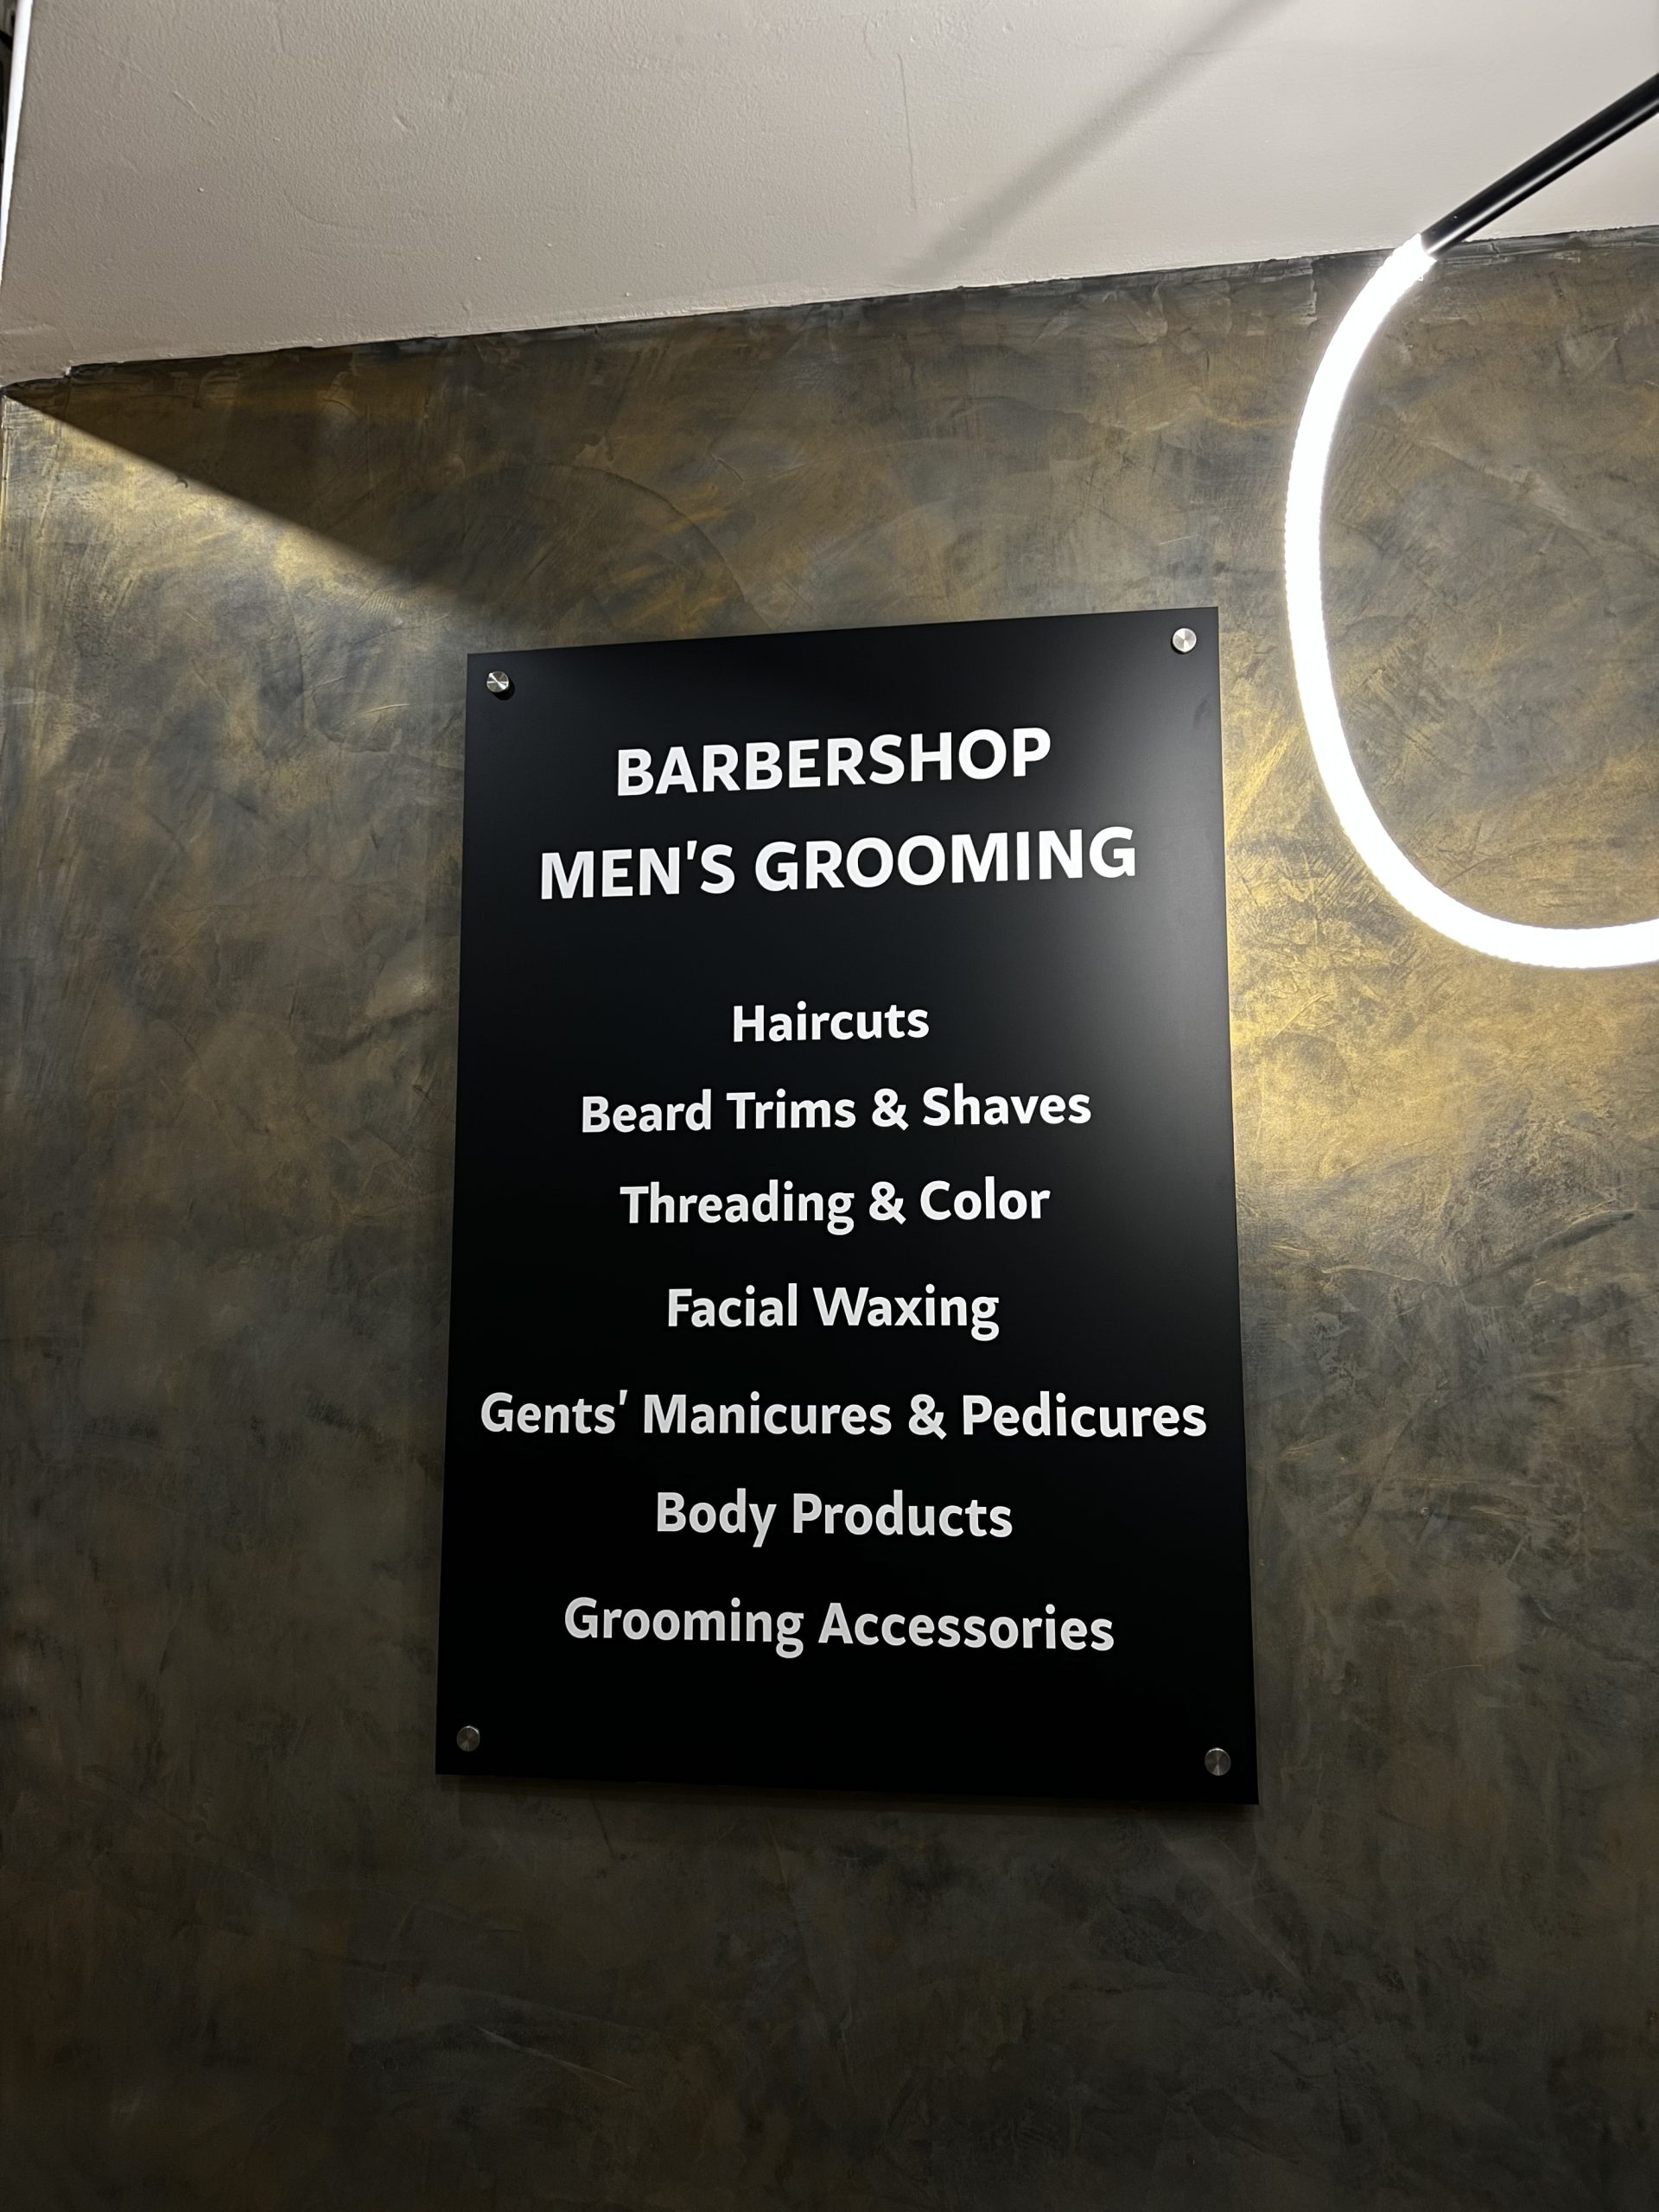 BARBERSHOP
MEN'S GROOMING
Haircuts
Beard Trims & Shaves
Threading & Color
Facial Waxing
Gents' Manicures & Pedicures
Body Products
Grooming Accessories